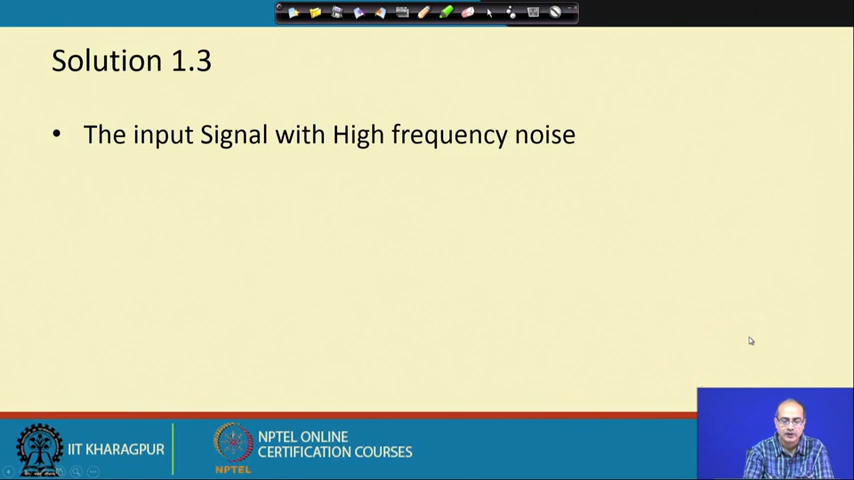 Solution 1.3
• The input Signal with High frequency noise
IIT KHARAGPUR
NPTEL
NPTEL ONLINE
CERTIFICATION COURSES